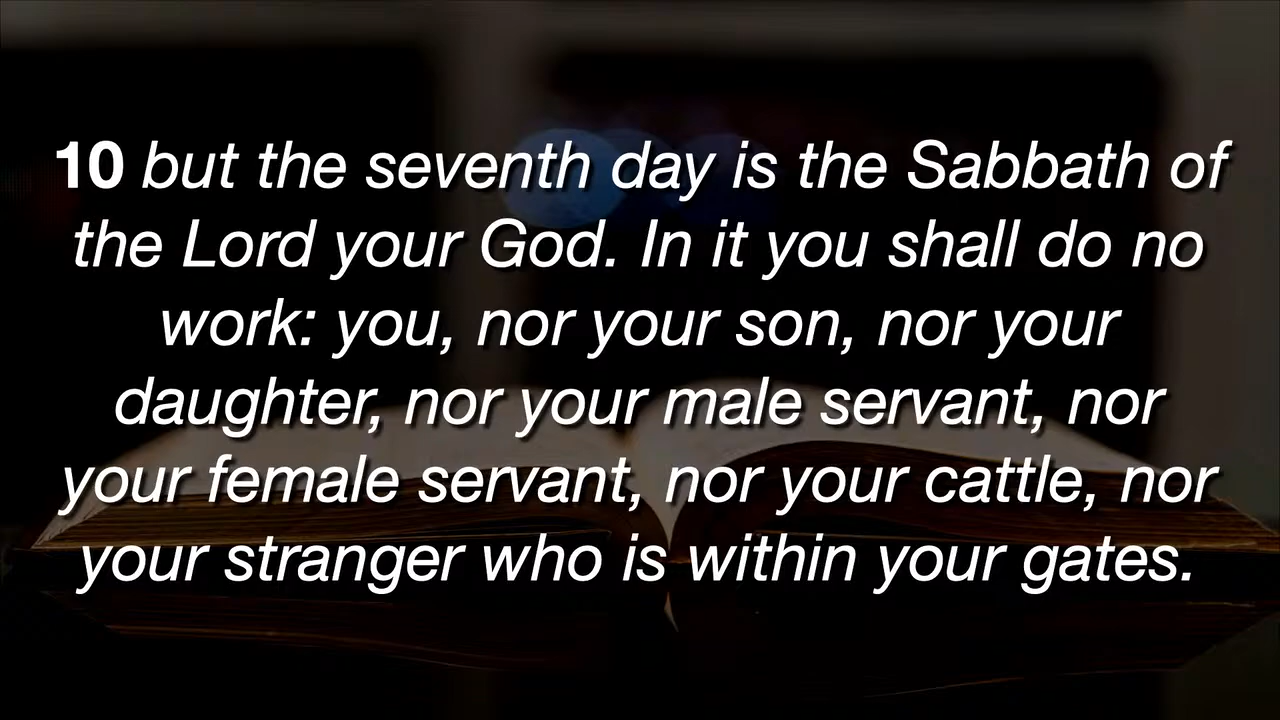 10 but the seventh day is the Sabbath of
the Lord your God. In it you shall do no
work: you, nor your son, nor your
daughter, nor your male servant, nor
your female servant, nor your cattle, nor
your stranger who is within your gates.